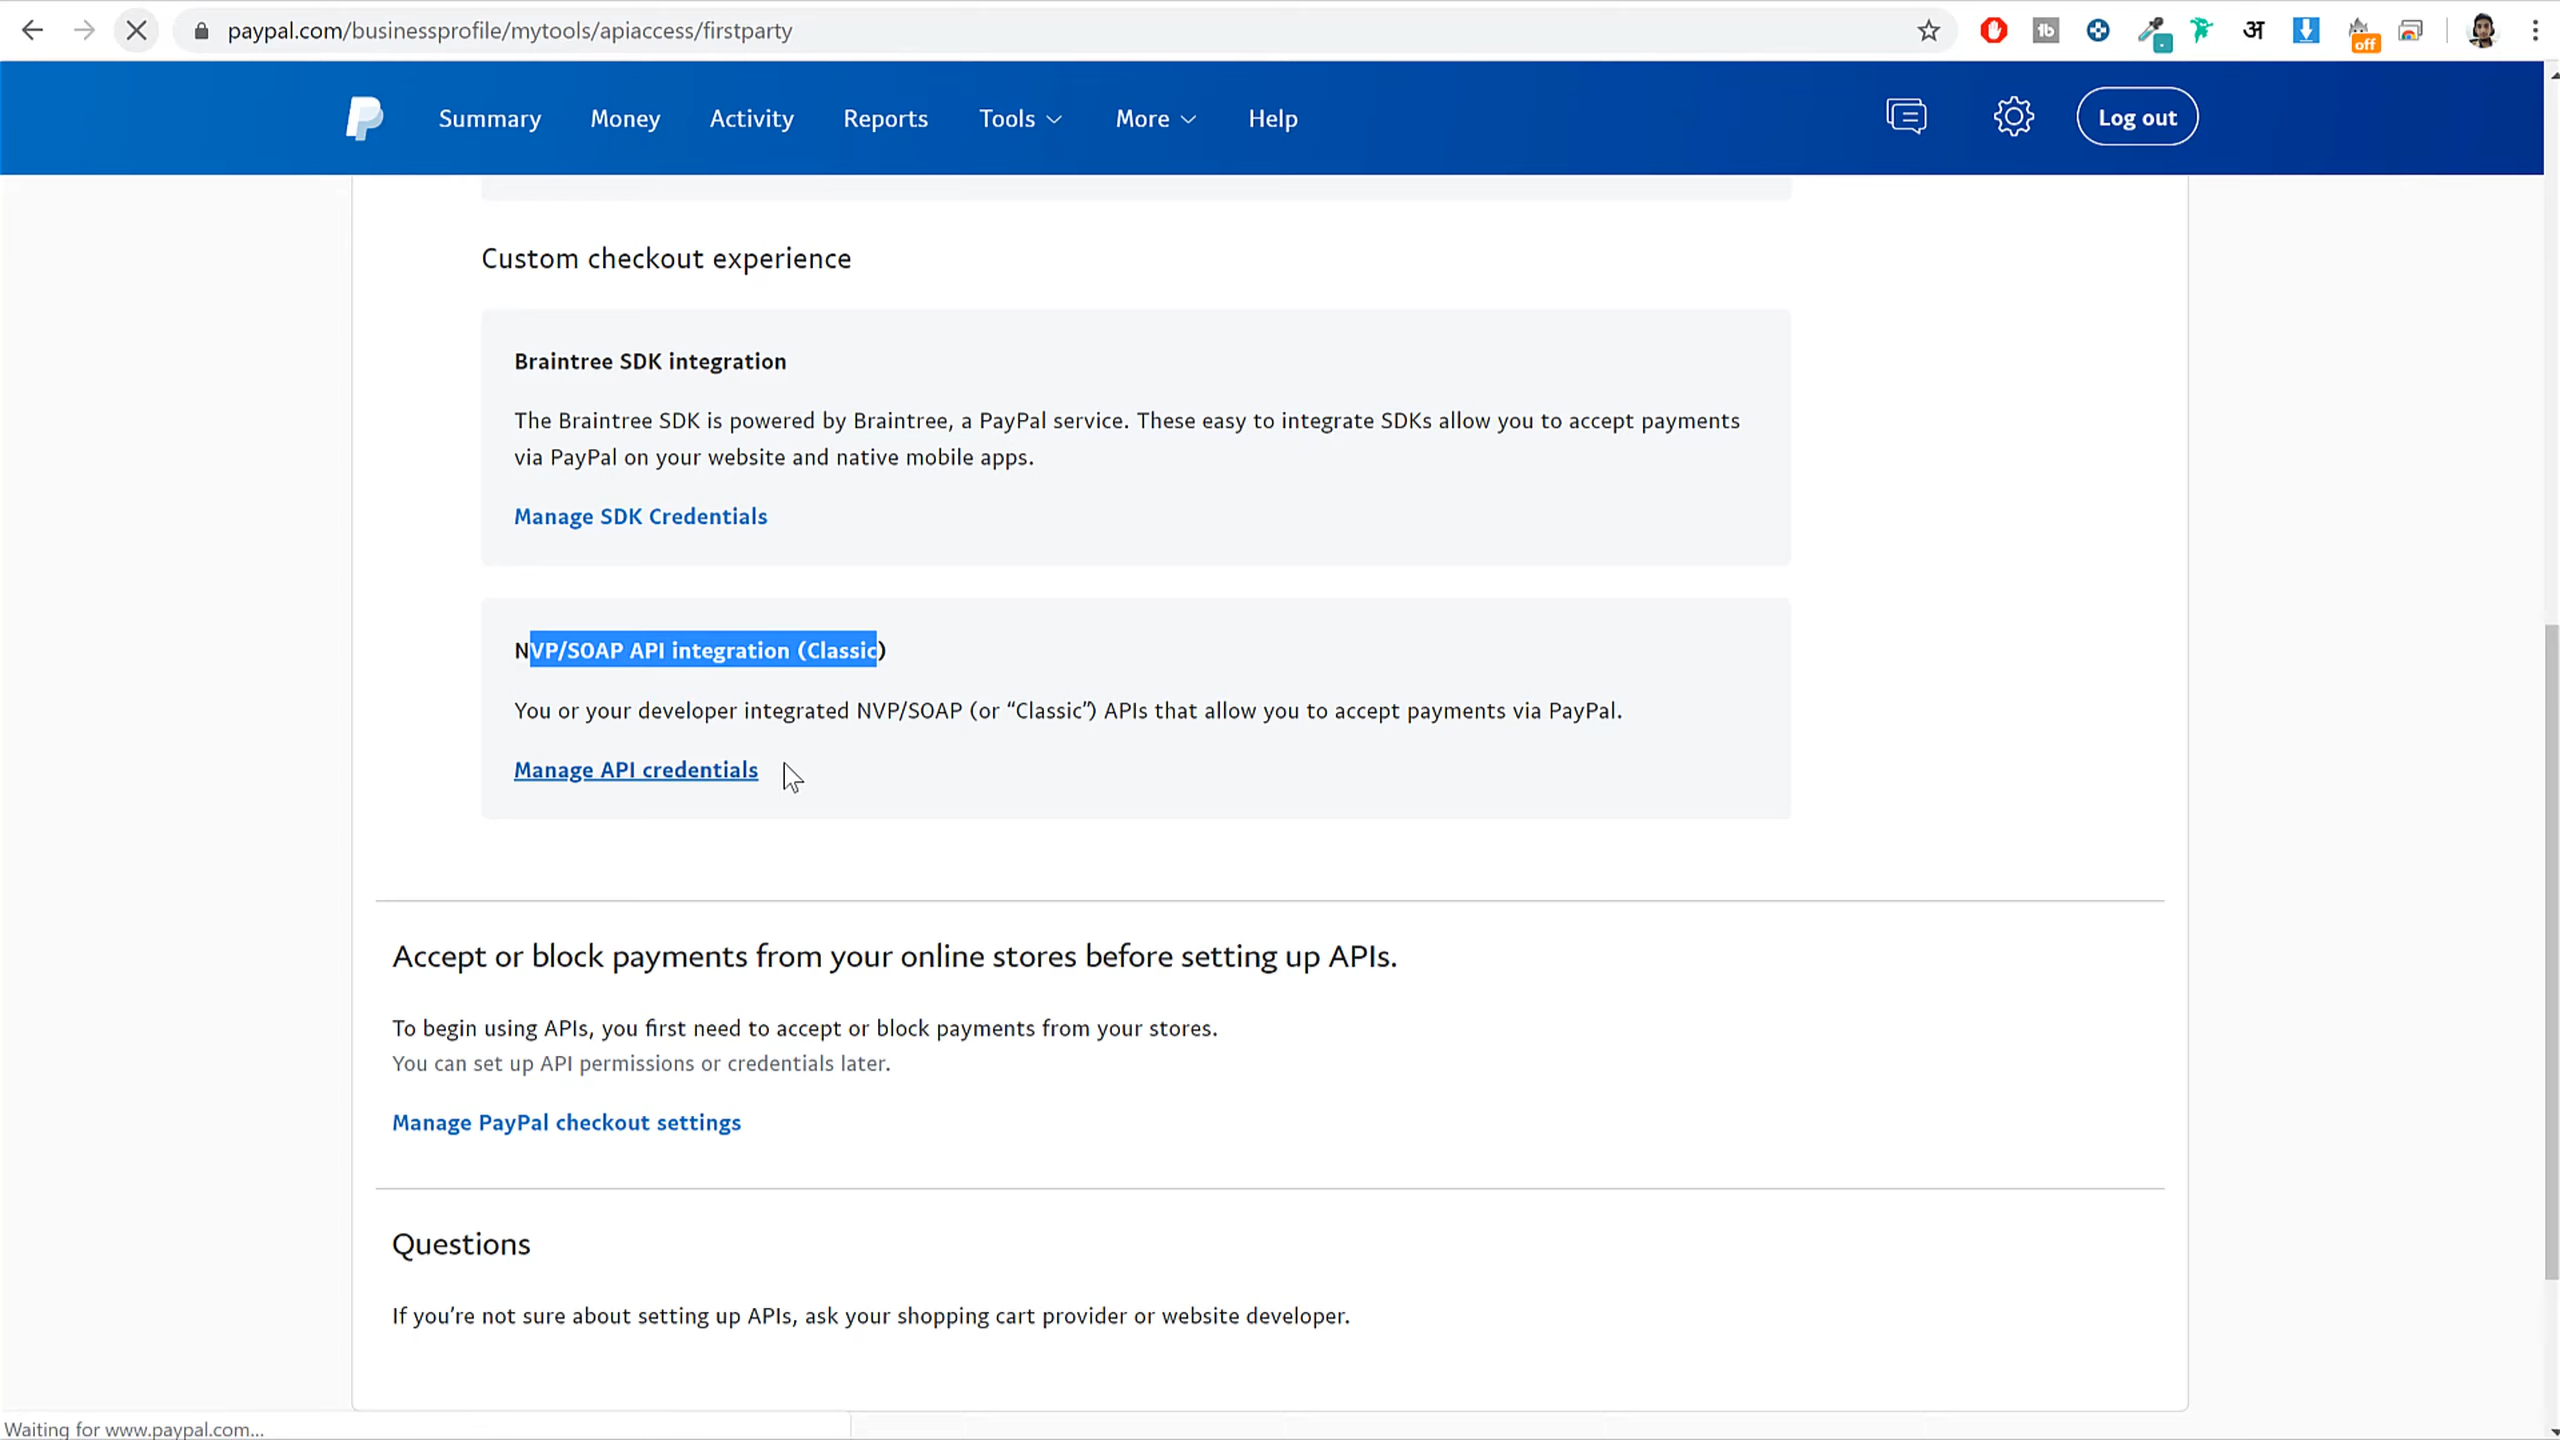 paypal.com/businessprofile/mytools/apiaccess/firstparty
tb
अ
off
Summary
Money
Activity
Reports
Tools
More
Help
Log out
Custom checkout experience
Braintree SDK integration
The Braintree SDK is powered by Braintree, a PayPal service. These easy to integrate SDKs allow you to accept payments
via PayPal on your website and native mobile apps.
Manage SDK Credentials
NVP/SOAP API integration (Classic)
You or your developer integrated NVP/SOAP (or “Classic”) APIs that allow you to accept payments via PayPal.
Manage API credentials
Accept or block payments from your online stores before setting up APIs.
To begin using APIs, you first need to accept or block payments from your stores.
You can set up API permissions or credentials later.
Manage PayPal checkout settings
Questions
If you’re not sure about setting up APIs, ask your shopping cart provider or website developer.
Waiting for www.paypal.com...